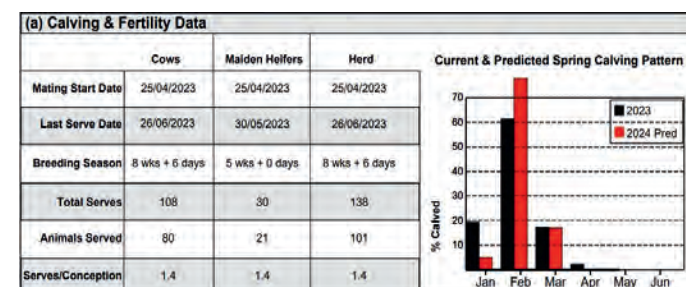 (a) Calving & Fertility Data
Cows Maiden Heifers Herd
Mating Start Date 25/04/2023 25/04/2023 25/04/2023
Last Serve Date 26/06/2023 30/05/2023 26/06/2023
Breeding Season 8 wks + 6 days 5 wks + 0 days 8 wks + 6 days
Total Serves 108 30 138
Animals Served 80 21 101
Serves/Conception 1.4 1.4 1.4
Current & Predicted Spring Calving Pattern
2023
2024 Pred
% Calved
70
60
50
40
30
20
10
Jan Feb Mar Apr May Jun